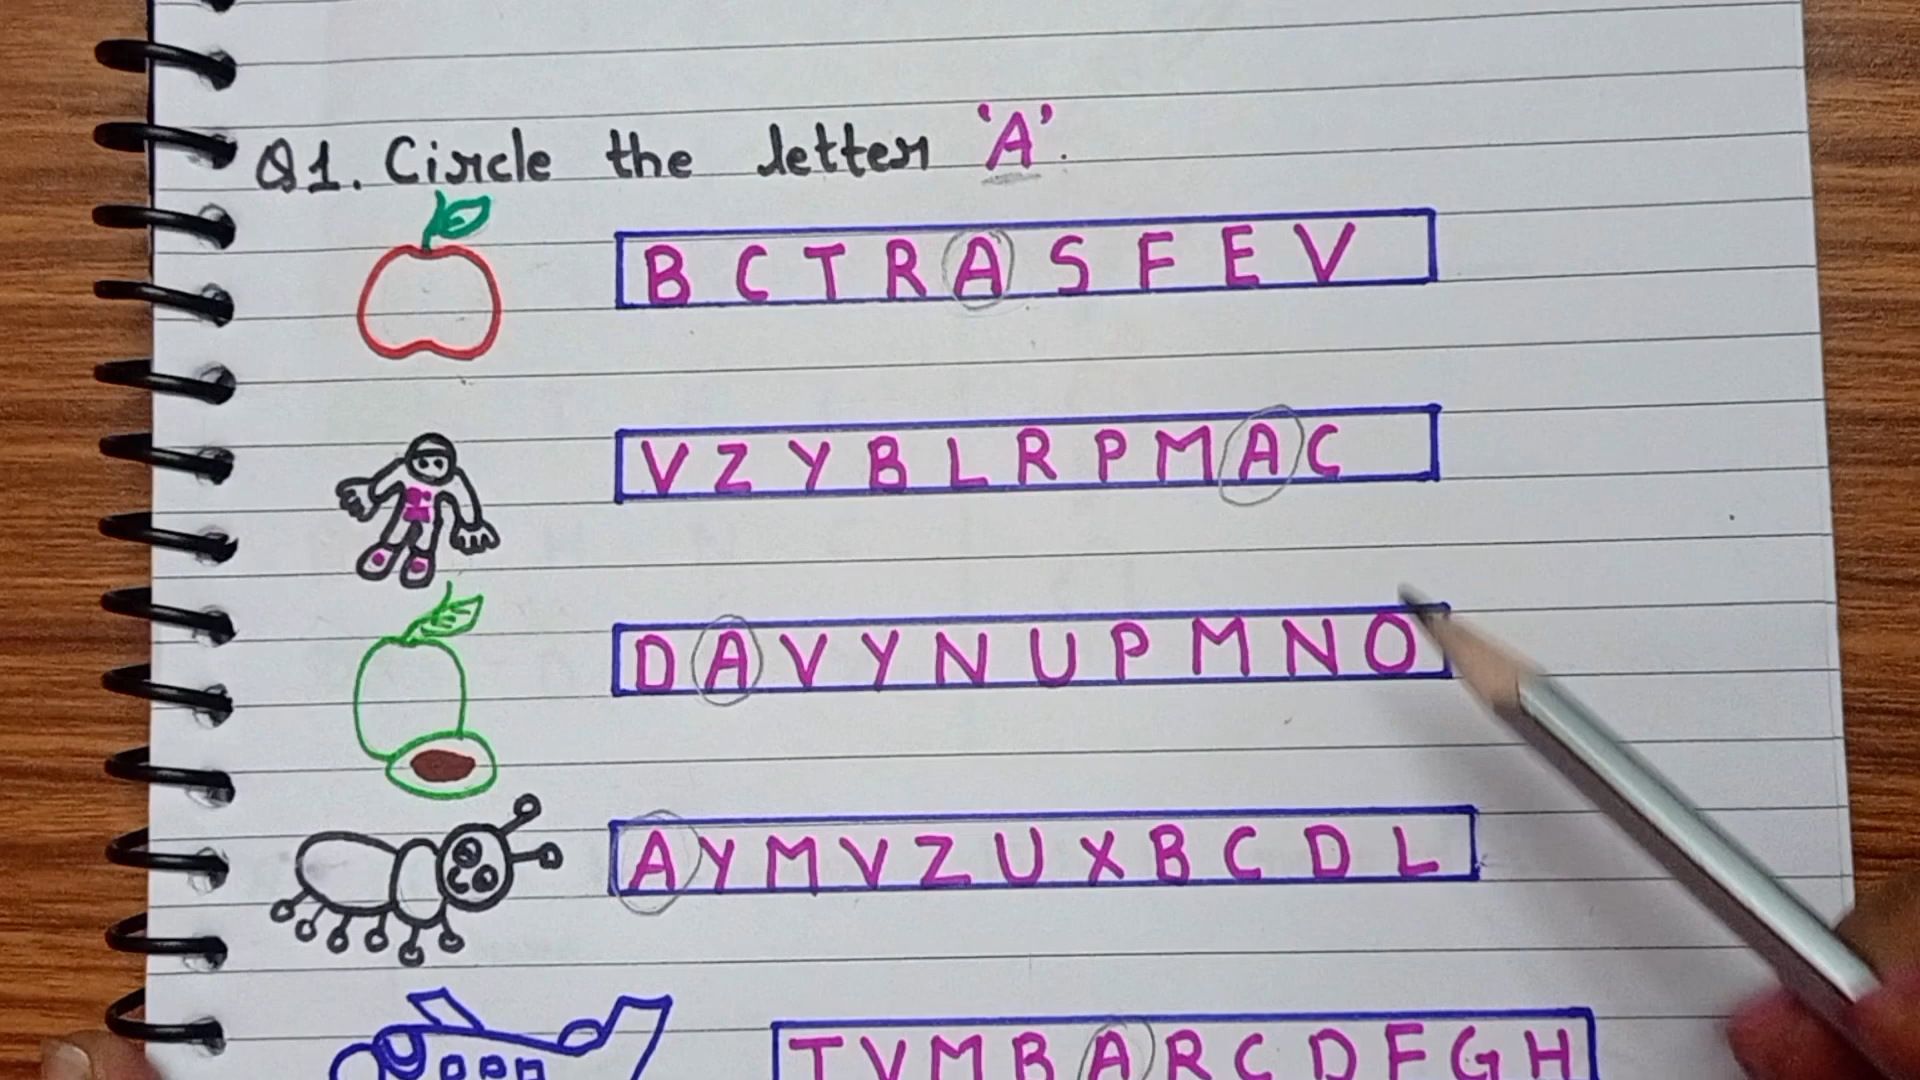 Q1. Circle the letter 'A'.
B C T R A S F E V
V Z Y B L R P M A C
D A V Y N U P M N O
A Y M V Z U X B C D L
T V M B A R C D F G H